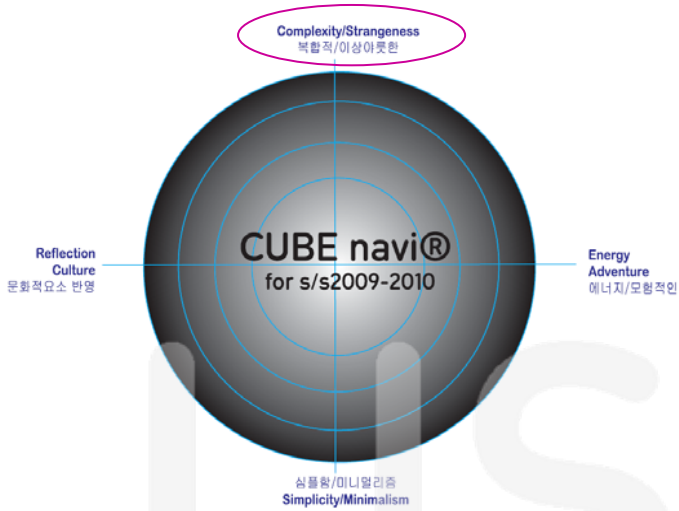 Complexity/Strangeness
복합적/이상야릇한
CUBE navi®
for s/s2009-2010
Reflection
Culture
문화적요소 반영
Energy
Adventure
에너지/모험적인
심플함/미니멀리즘
Simplicity/Minimalism